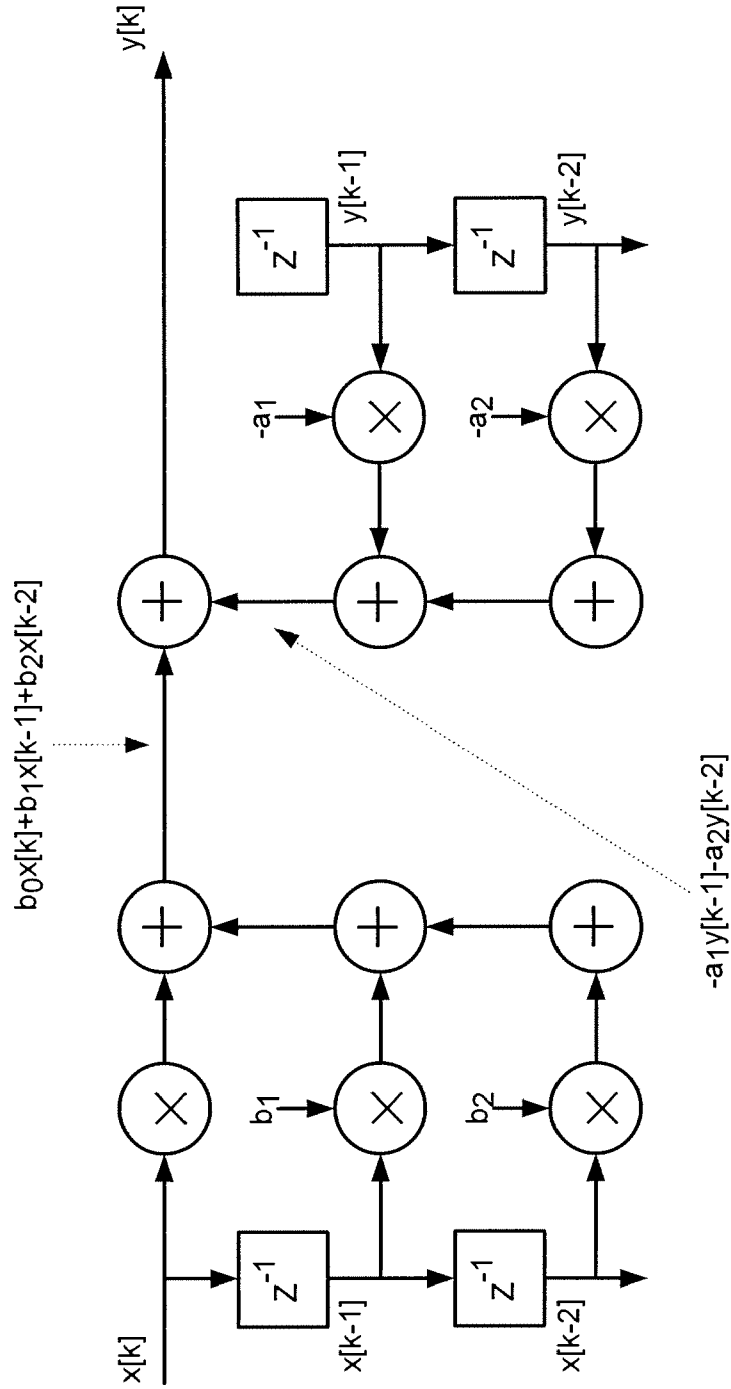 b₀x[k]+b₁x[k-1]+b₂x[k-2]
x[k]
×
+
+
y[k]
z⁻¹
b₁
-a₁
z⁻¹
x[k-1]
×
+
+
×
y[k-1]
z⁻¹
b₂
-a₂
z⁻¹
x[k-2]
×
+
+
×
y[k-2]
-a₁y[k-1]-a₂y[k-2]